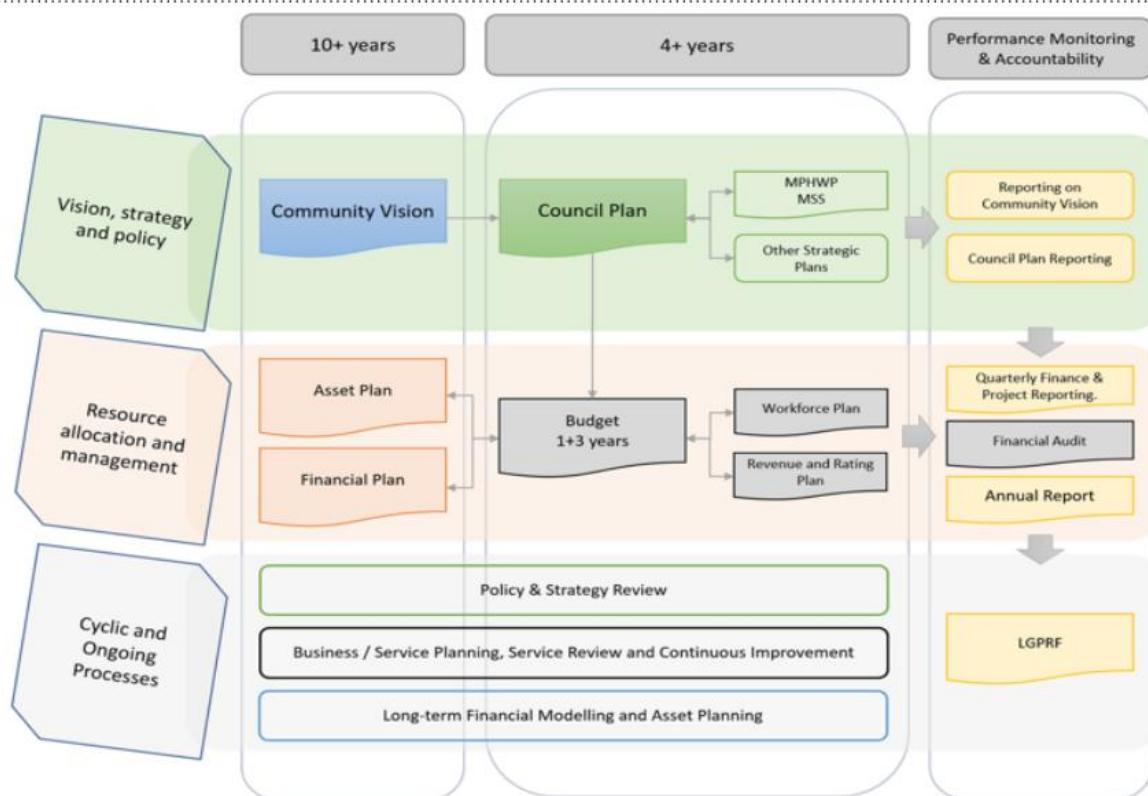 10+ years
4+ years
Performance Monitoring
& Accountability
Vision, strategy
and policy
Community Vision
Council Plan
MPHWP
MSS
Other Strategic
Plans
Reporting on
Community Vision
Council Plan Reporting
Resource
allocation and
management
Asset Plan
Financial Plan
Budget
1+3 years
Workforce Plan
Revenue and Rating
Plan
Quarterly Finance &
Project Reporting.
Financial Audit
Annual Report
Cyclic and
Ongoing
Processes
Policy & Strategy Review
Business / Service Planning, Service Review and Continuous Improvement
Long-term Financial Modelling and Asset Planning
LGPRF